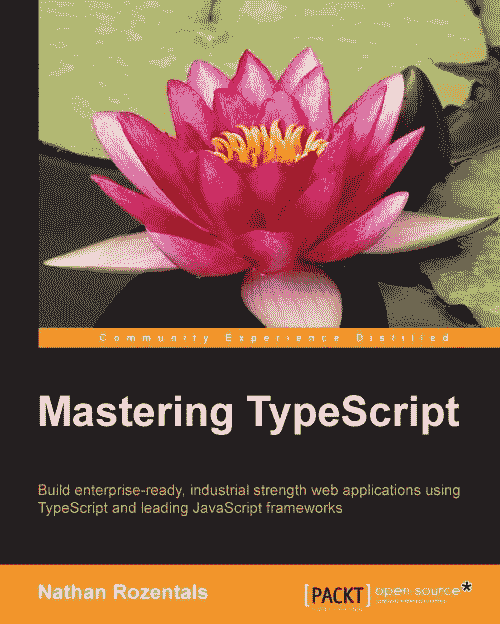 Community Experience Distilled
Mastering TypeScript
Build enterprise-ready, industrial strength web applications using
TypeScript and leading JavaScript frameworks
Nathan Rozentals
[PACKT] open source*